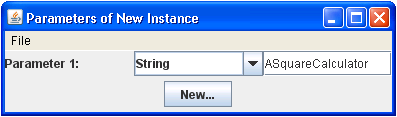 Parameters of New Instance
File
Parameter 1: String ASquareCalculator
New...